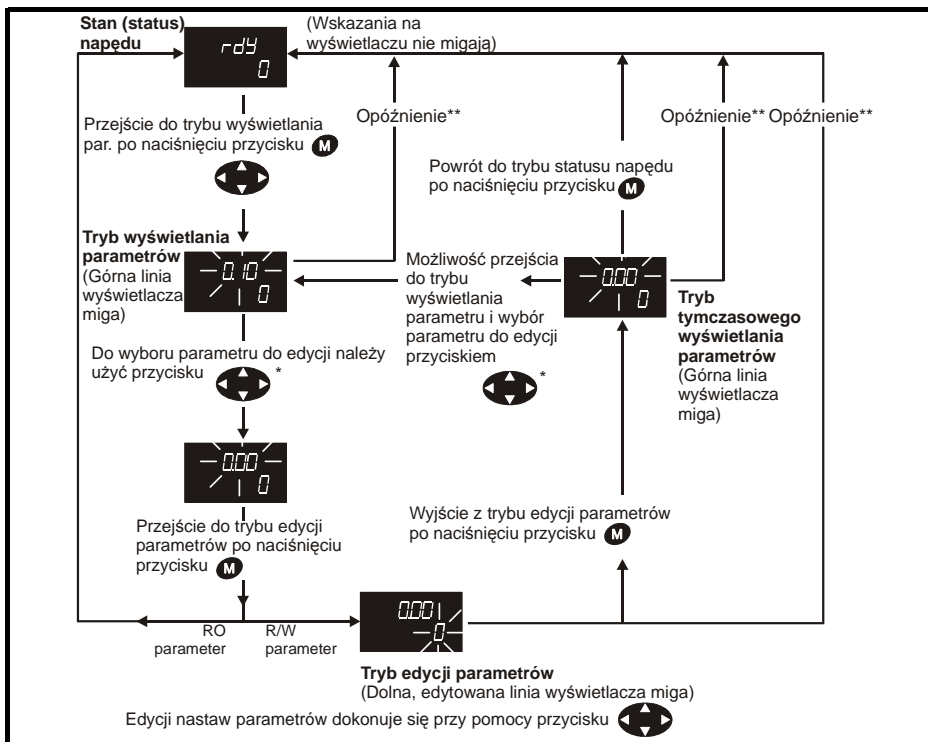 Stan (status)
napędu
rdY
0
(Wskazania na
wyświetlaczu nie migają)
Przejście do trybu wyświetlania
par. po naciśnięciu przycisku M
Opóźnienie**
Opóźnienie** Opóźnienie**
Powrót do trybu statusu napędu
po naciśnięciu przycisku M
Tryb wyświetlania
parametrów
(Górna linia
wyświetlacza
miga)
0.10
0
Możliwość przejścia
do trybu
wyświetlania
parametru i wybór
parametru do edycji
przyciskiem
*
0.00
0
Tryb
tymczasowego
wyświetlania
parametrów
(Górna linia
wyświetlacza
miga)
Do wyboru parametru do edycji należy
użyć przycisku *
0.00
0
Przejście do trybu edycji
parametrów po naciśnięciu
przycisku M
Wyjście z trybu edycji parametrów
po naciśnięciu przycisku M
RO
parameter
R/W
parameter
0.00
0
Tryb edycji parametrów
(Dolna, edytowana linia wyświetlacza miga)
Edycji nastaw parametrów dokonuje się przy pomocy przycisku